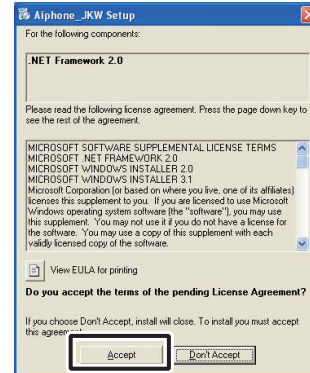 Aiphone_JKW Setup
For the following components:
.NET Framework 2.0
Please read the following license agreement. Press the page down key to
see the rest of the agreement.
MICROSOFT SOFTWARE SUPPLEMENTAL LICENSE TERMS
MICROSOFT .NET FRAMEWORK 2.0
MICROSOFT WINDOWS INSTALLER 2.0
MICROSOFT WINDOWS INSTALLER 3.1
Microsoft Corporation (or based on where you live, one of its affiliates)
licenses this supplement to you. If you are licensed to use Microsoft
Windows operating system software (the "software"), you may use
this supplement. You may not use it if you do not have a license for
the software. You may use a copy of this supplement with each
validly licensed copy of the software.
View EULA for printing
Do you accept the terms of the pending License Agreement?
If you choose Don't Accept, install will close. To install you must accept
this agreement.
Accept Don't Accept